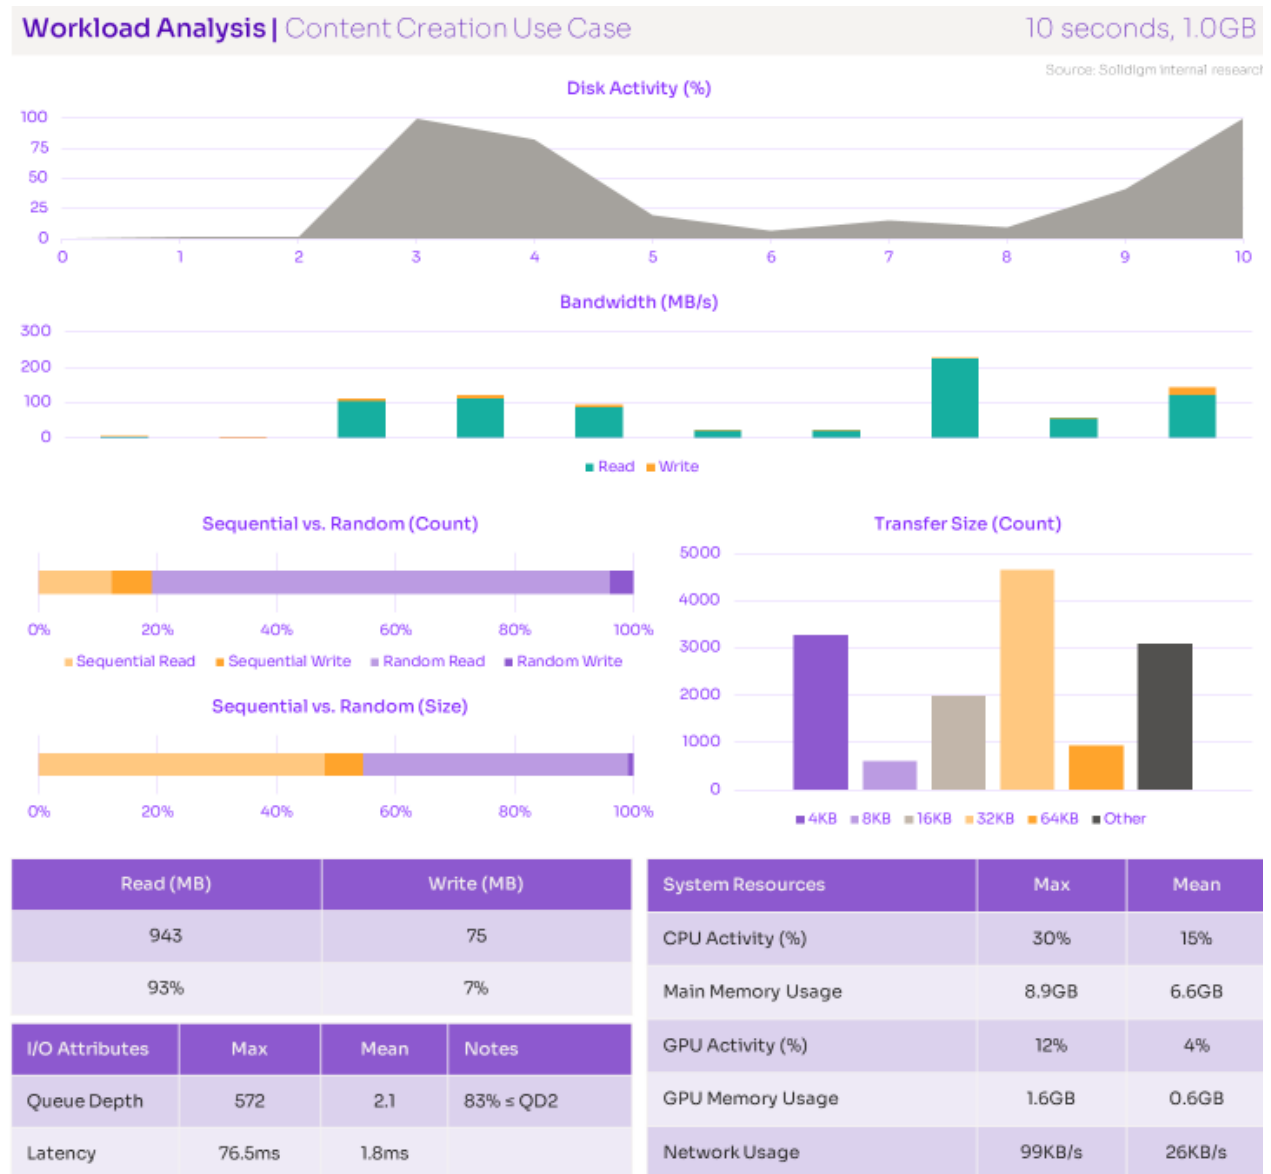 Workload Analysis | Content Creation Use Case 10 seconds, 1.0GB
Source: Solidigm internal research
Disk Activity (%)
100
75
50
25
0
0 1 2 3 4 5 6 7 8 9 10
Bandwidth (MB/s)
300
200
100
0
Read Write
Sequential vs. Random (Count)
0% 20% 40% 60% 80% 100%
Sequential Read Sequential Write Random Read Random Write
Sequential vs. Random (Size)
0% 20% 40% 60% 80% 100%
Transfer Size (Count)
5000
4000
3000
2000
1000
0
4KB 8KB 16KB 32KB 64KB Other
Read (MB) Write (MB)
943 75
93% 7%
I/O Attributes Max Mean Notes
Queue Depth 572 2.1 83% ≤ QD2
Latency 76.5ms 1.8ms
System Resources Max Mean
CPU Activity (%) 30% 15%
Main Memory Usage 8.9GB 6.6GB
GPU Activity (%) 12% 4%
GPU Memory Usage 1.6GB 0.6GB
Network Usage 99KB/s 26KB/s